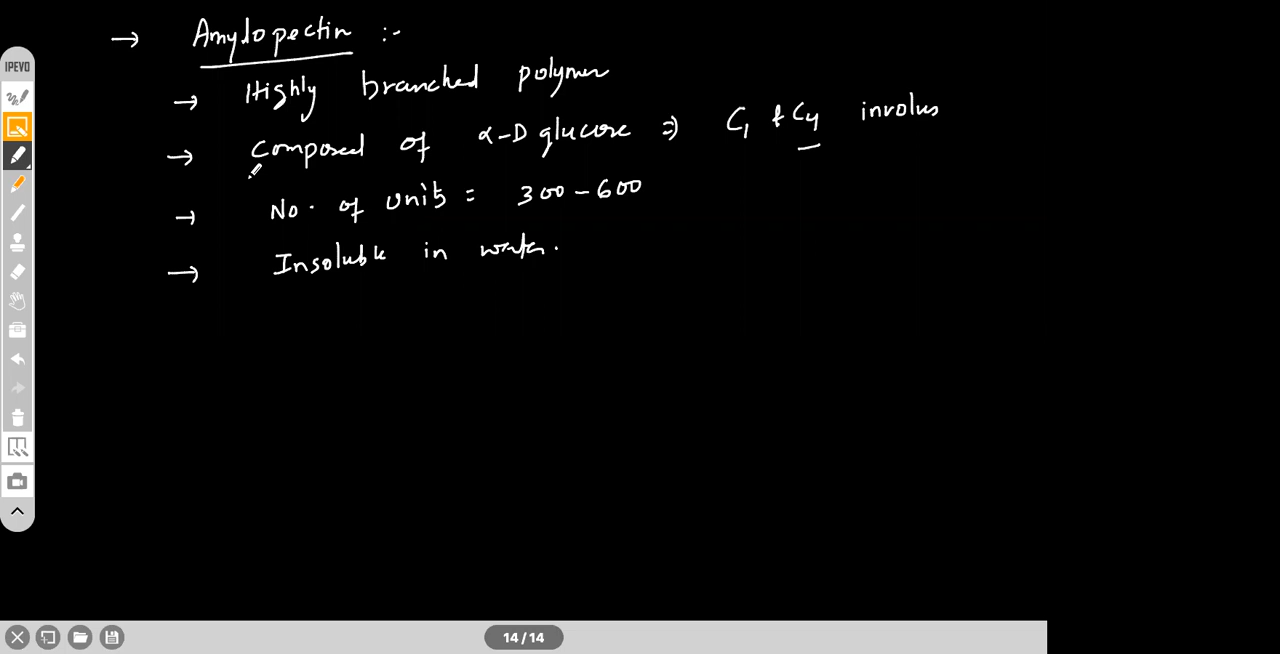 → Amylopectin :-
IPEVO
→ Highly branched polymer
→ Composed of α-D glucose ⇒ C₁ & C₄ involves
→ No. of units = 300-600
→ Insoluble in water.
14/14